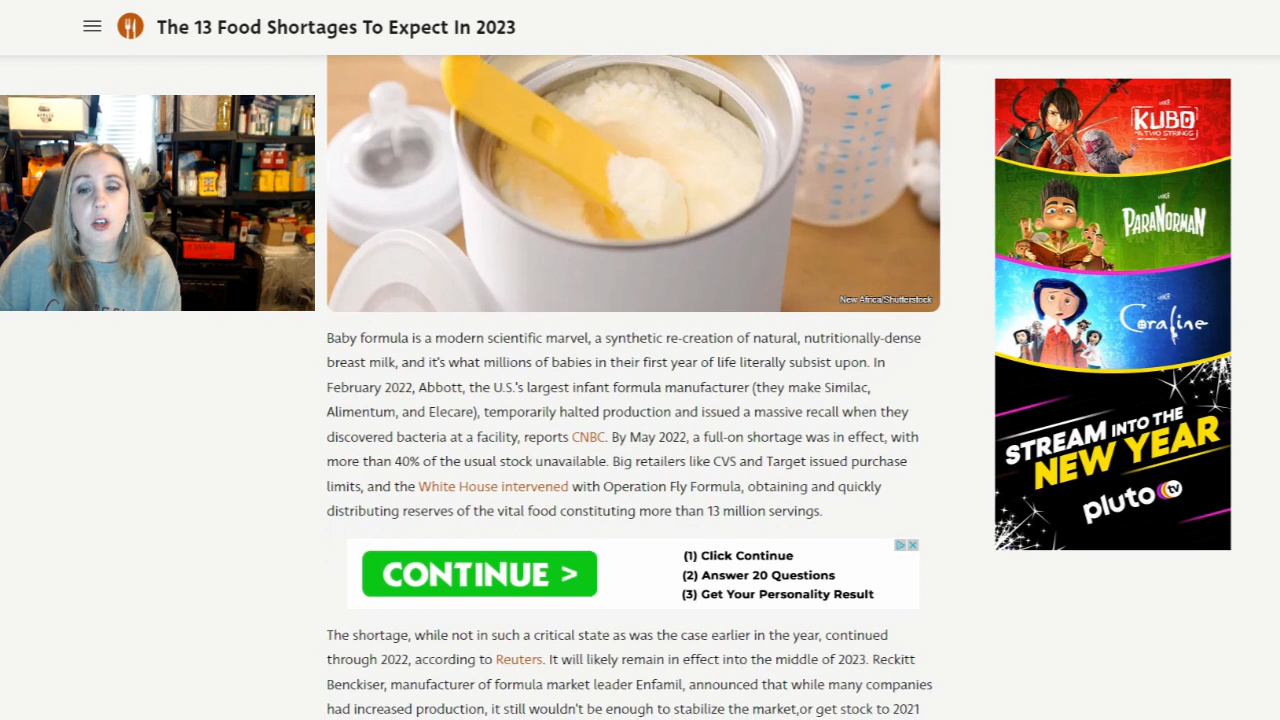 The 13 Food Shortages To Expect In 2023
New Africa/Shutterstock
Baby formula is a modern scientific marvel, a synthetic re-creation of natural, nutritionally-dense
breast milk, and it's what millions of babies in their first year of life literally subsist upon. In
February 2022, Abbott, the U.S.'s largest infant formula manufacturer (they make Similac,
Alimentum, and Elecare), temporarily halted production and issued a massive recall when they
discovered bacteria at a facility, reports CNBC. By May 2022, a full-on shortage was in effect, with
more than 40% of the usual stock unavailable. Big retailers like CVS and Target issued purchase
limits, and the White House intervened with Operation Fly Formula, obtaining and quickly
distributing reserves of the vital food constituting more than 13 million servings.
CONTINUE >
(1) Click Continue
(2) Answer 20 Questions
(3) Get Your Personality Result
The shortage, while not in such a critical state as was the case earlier in the year, continued
through 2022, according to Reuters. It will likely remain in effect into the middle of 2023. Reckitt
Benckiser, manufacturer of formula market leader Enfamil, announced that while many companies
had increased production, it still wouldn't be enough to stabilize the market,or get stock to 2021
KUBO
AND THE TWO STRINGS
PARANORMAN
Coraline
STREAM INTO THE
NEW YEAR
pluto tv